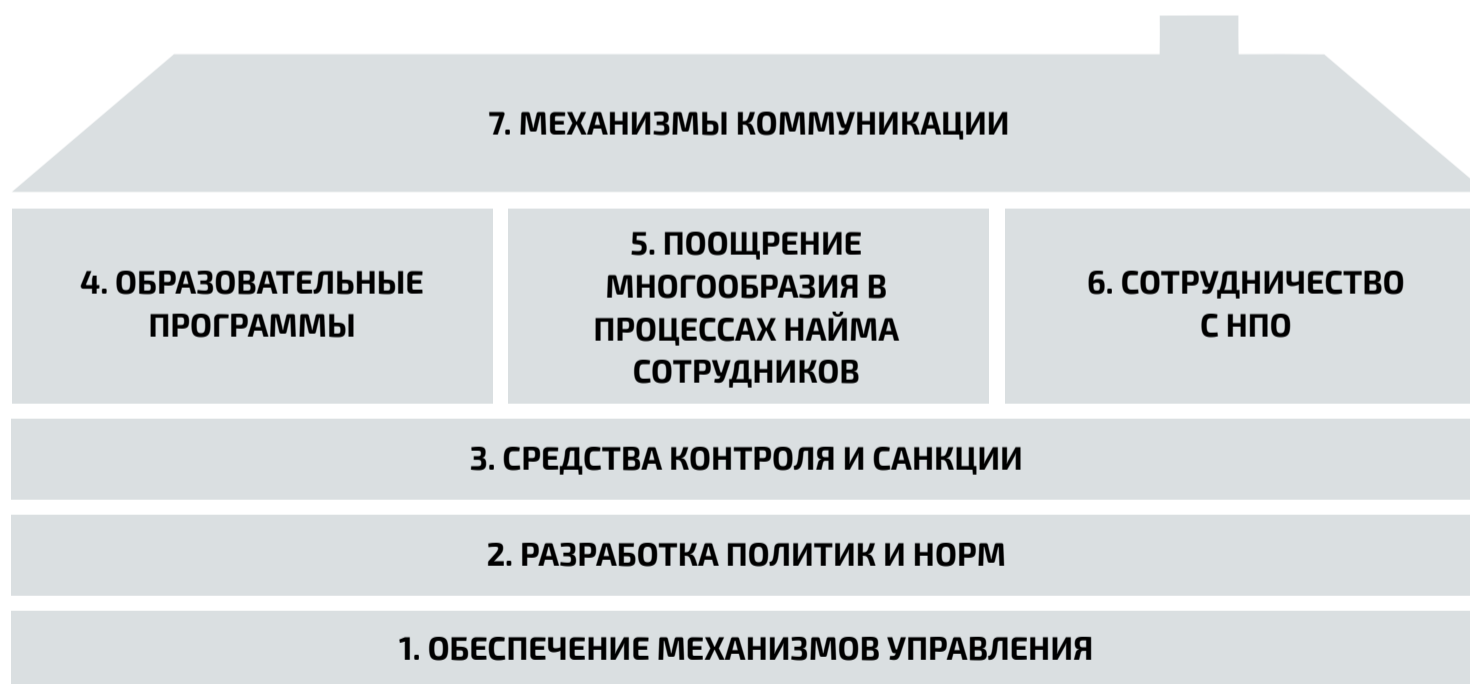 7. МЕХАНИЗМЫ КОММУНИКАЦИИ
4. ОБРАЗОВАТЕЛЬНЫЕ
ПРОГРАММЫ
5. ПООЩРЕНИЕ
МНОГООБРАЗИЯ В
ПРОЦЕССАХ НАЙМА
СОТРУДНИКОВ
6. СОТРУДНИЧЕСТВО
С НПО
3. СРЕДСТВА КОНТРОЛЯ И САНКЦИИ
2. РАЗРАБОТКА ПОЛИТИК И НОРМ
1. ОБЕСПЕЧЕНИЕ МЕХАНИЗМОВ УПРАВЛЕНИЯ